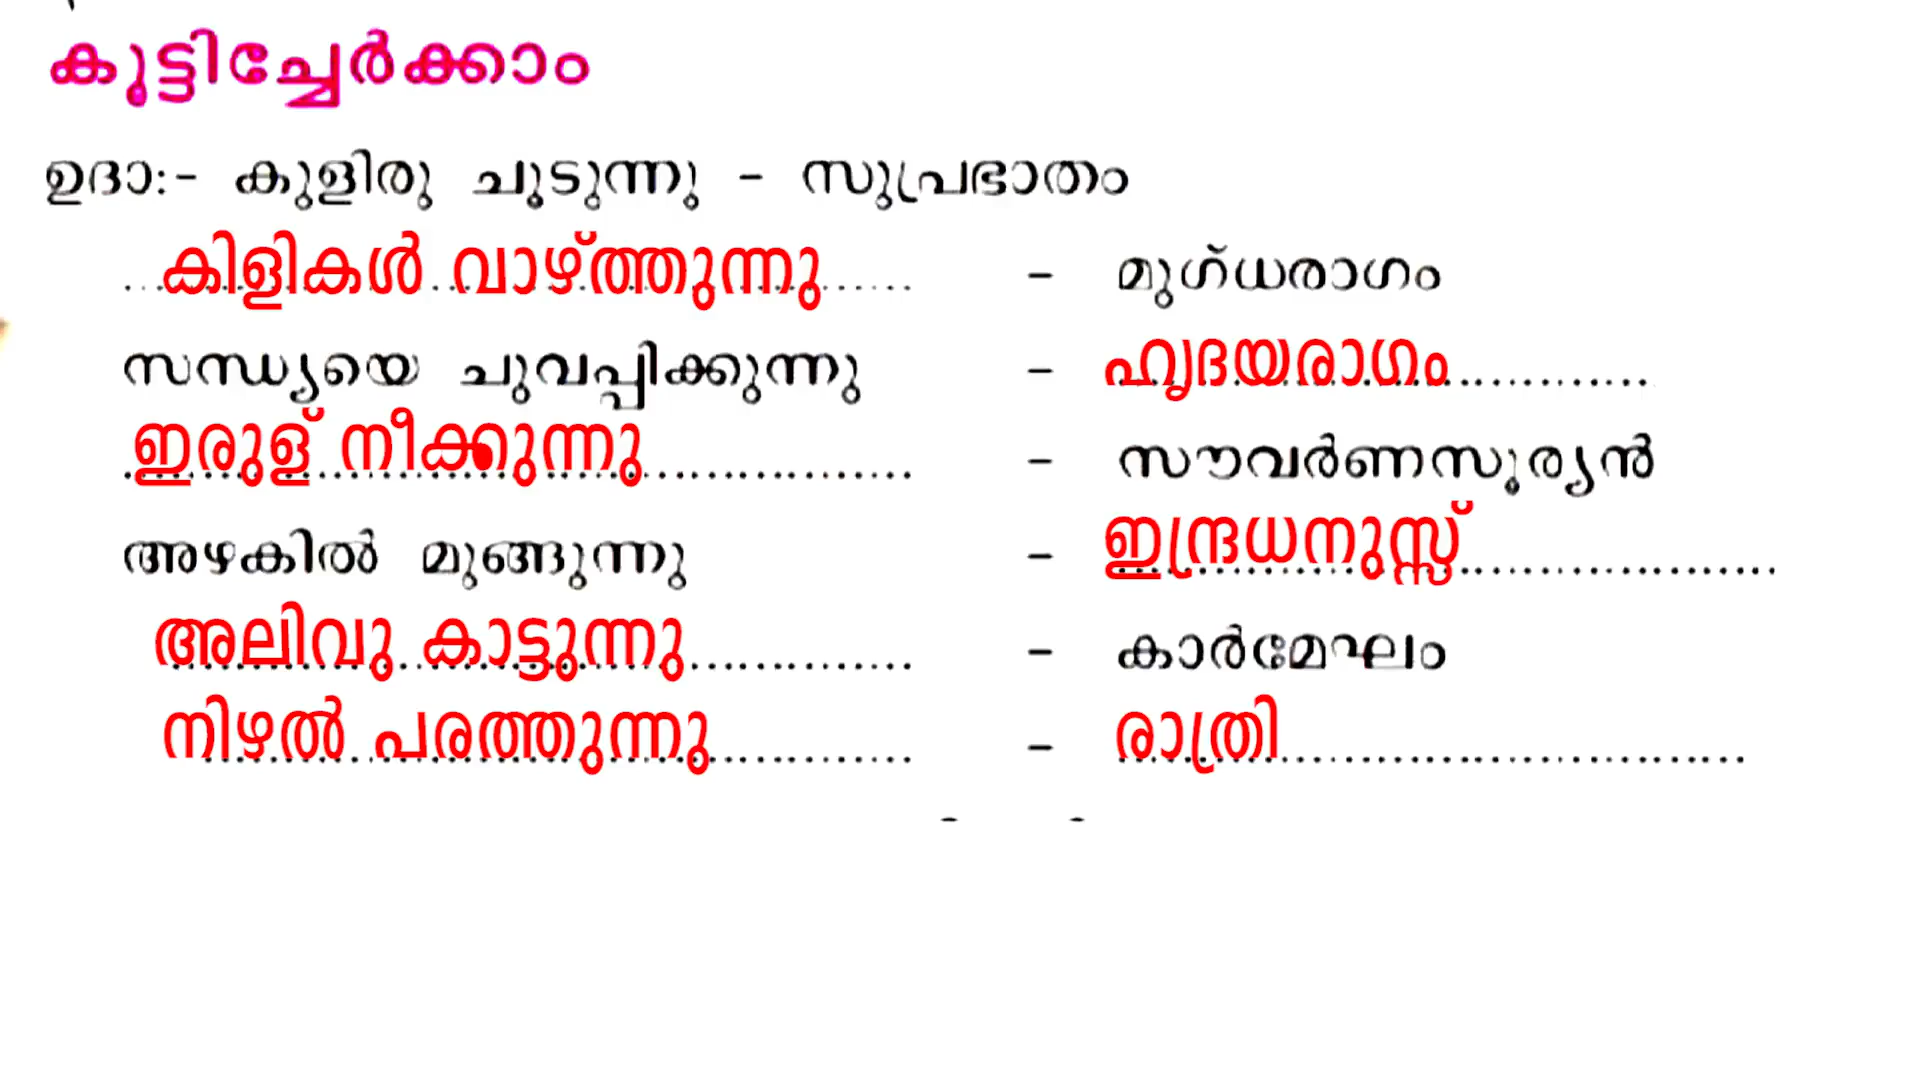 കൂട്ടിച്ചേർക്കാം
ഉദാ:- കുളിരു ചൂടുന്നു - സുപ്രഭാതം
കിളികൾ വാഴ്ത്തുന്നു - മുഗ്ധരാഗം
സന്ധ്യയെ ചുവപ്പിക്കുന്നു - ഹൃദയരാഗം
ഇരുള് നീക്കുന്നു - സൗവർണസൂര്യൻ
അഴകിൽ മുങ്ങുന്നു - ഇന്ദ്രധനുസ്സ്
അലിവു കാട്ടുന്നു - കാർമേഘം
നിഴൽ പരത്തുന്നു - രാത്രി